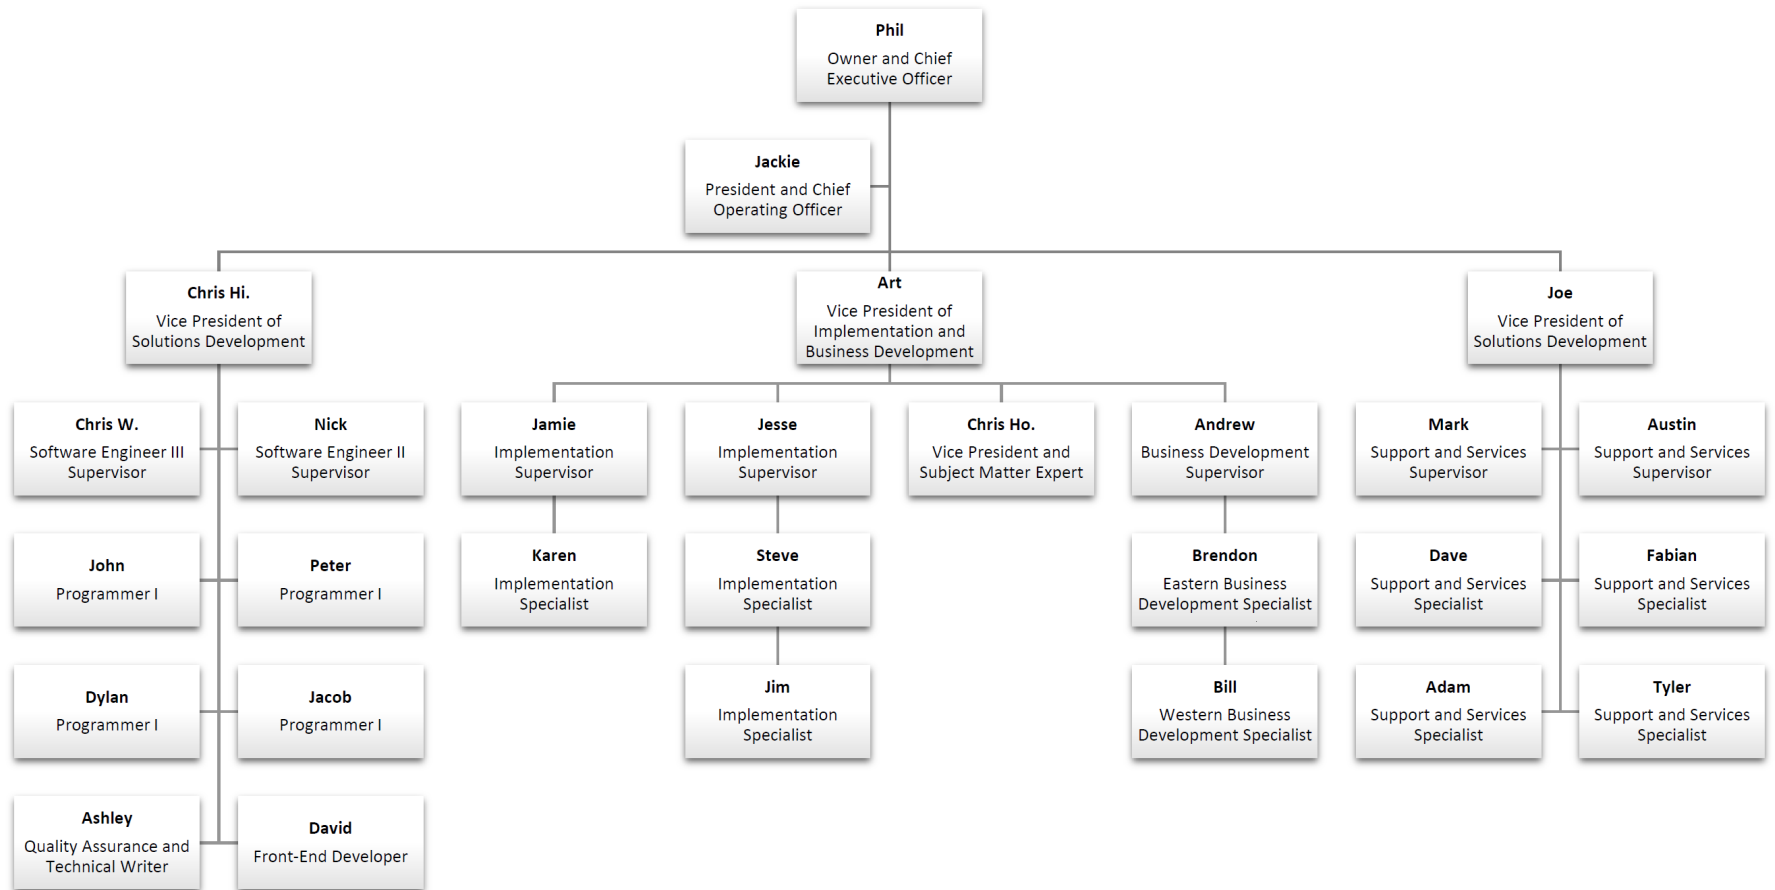 Phil
Owner and Chief
Executive Officer
Jackie
President and Chief
Operating Officer
Chris Hi.
Vice President of
Solutions Development
Art
Vice President of
Implementation and
Business Development
Joe
Vice President of
Solutions Development
Chris W.
Software Engineer III
Supervisor
Nick
Software Engineer II
Supervisor
Jamie
Implementation
Supervisor
Jesse
Implementation
Supervisor
Chris Ho.
Vice President and
Subject Matter Expert
Andrew
Business Development
Supervisor
Mark
Support and Services
Supervisor
Austin
Support and Services
Supervisor
John
Programmer I
Peter
Programmer I
Karen
Implementation
Specialist
Steve
Implementation
Specialist
Brendon
Eastern Business
Development Specialist
Dave
Support and Services
Specialist
Fabian
Support and Services
Specialist
Dylan
Programmer I
Jacob
Programmer I
Jim
Implementation
Specialist
Bill
Western Business
Development Specialist
Adam
Support and Services
Specialist
Tyler
Support and Services
Specialist
Ashley
Quality Assurance and
Technical Writer
David
Front-End Developer